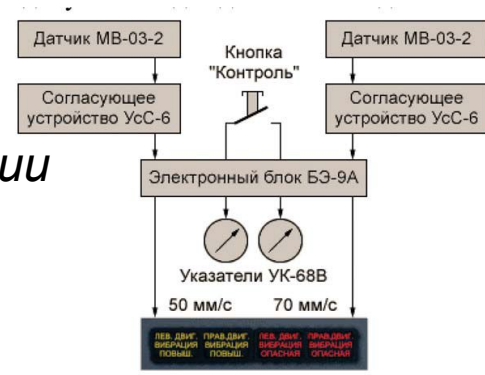 Датчик МВ-03-2
Кнопка
"Контроль"
Датчик МВ-03-2
Согласующее
устройство УсС-6
Согласующее
устройство УсС-6
ии
Электронный блок БЭ-9А
Указатели УК-68В
50 мм/с 70 мм/с
ЛЕВ. ДВИГ. ВИБРАЦИЯ ПОВЫШ.
ПРАВ.ДВИГ. ВИБРАЦИЯ ПОВЫШ.
ЛЕВ. ДВИГ. ВИБРАЦИЯ ОПАСНАЯ
ПРАВ.ДВИГ. ВИБРАЦИЯ ОПАСНАЯ